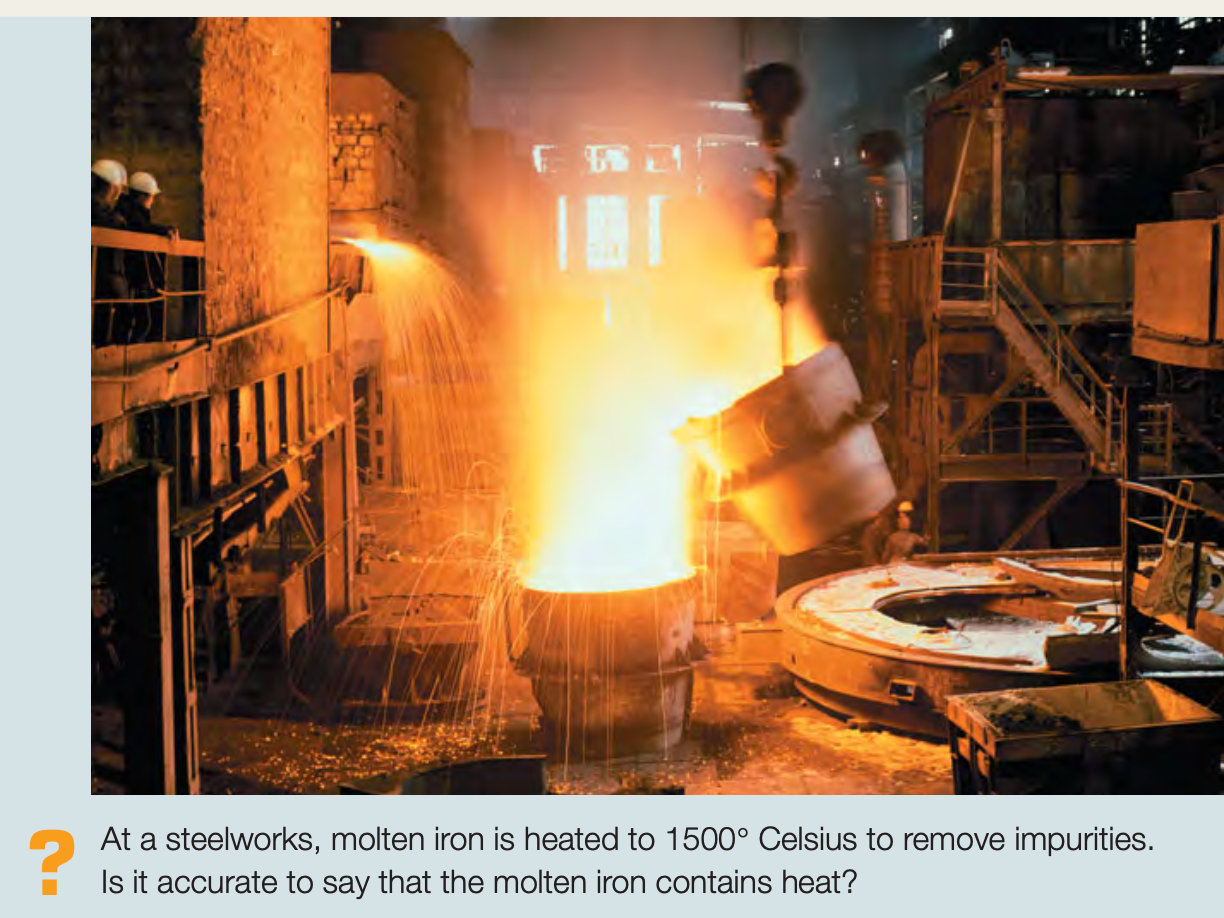 ?
At a steelworks, molten iron is heated to 1500° Celsius to remove impurities.
Is it accurate to say that the molten iron contains heat?